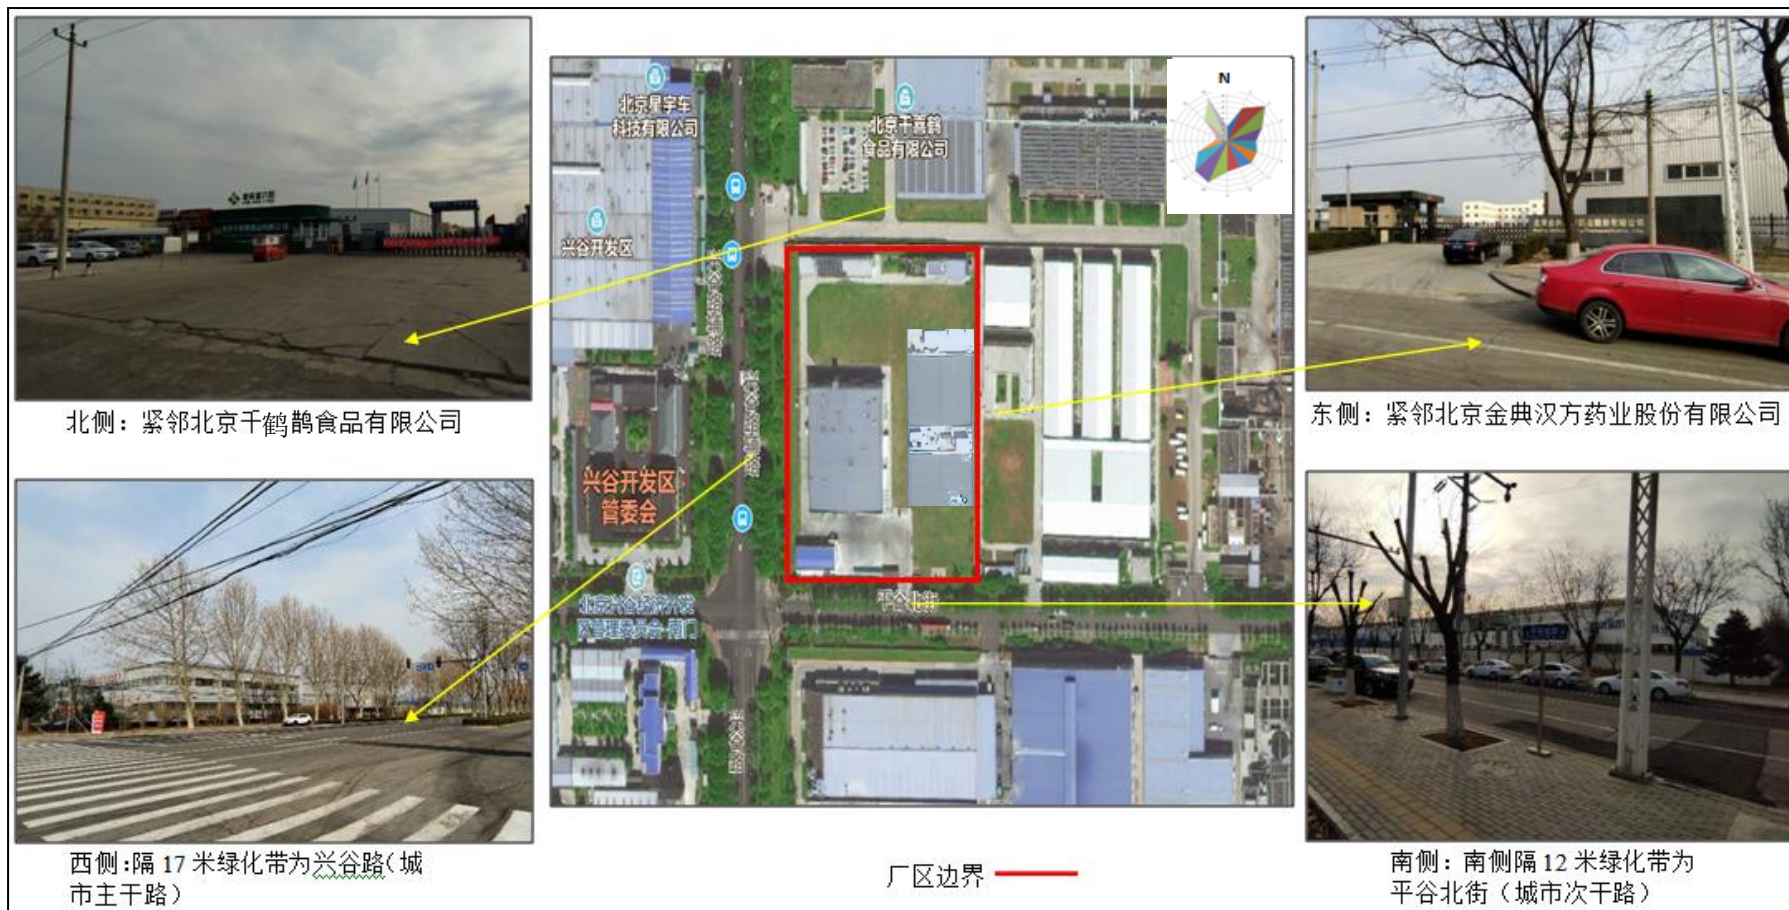 北京星宇车
科技有限公司
北京千喜鹤
食品有限公司
N
兴谷开发区
北侧：紧邻北京千鹤鹊食品有限公司
东侧：紧邻北京金典汉方药业股份有限公司
兴谷开发区
管委会
北京兴谷经济开发
区管理委员会-南门
平谷北街
兴谷路
西侧:隔 17 米绿化带为兴谷路（城
市主干路）
厂区边界
南侧：南侧隔 12 米绿化带为
平谷北街（城市次干路）